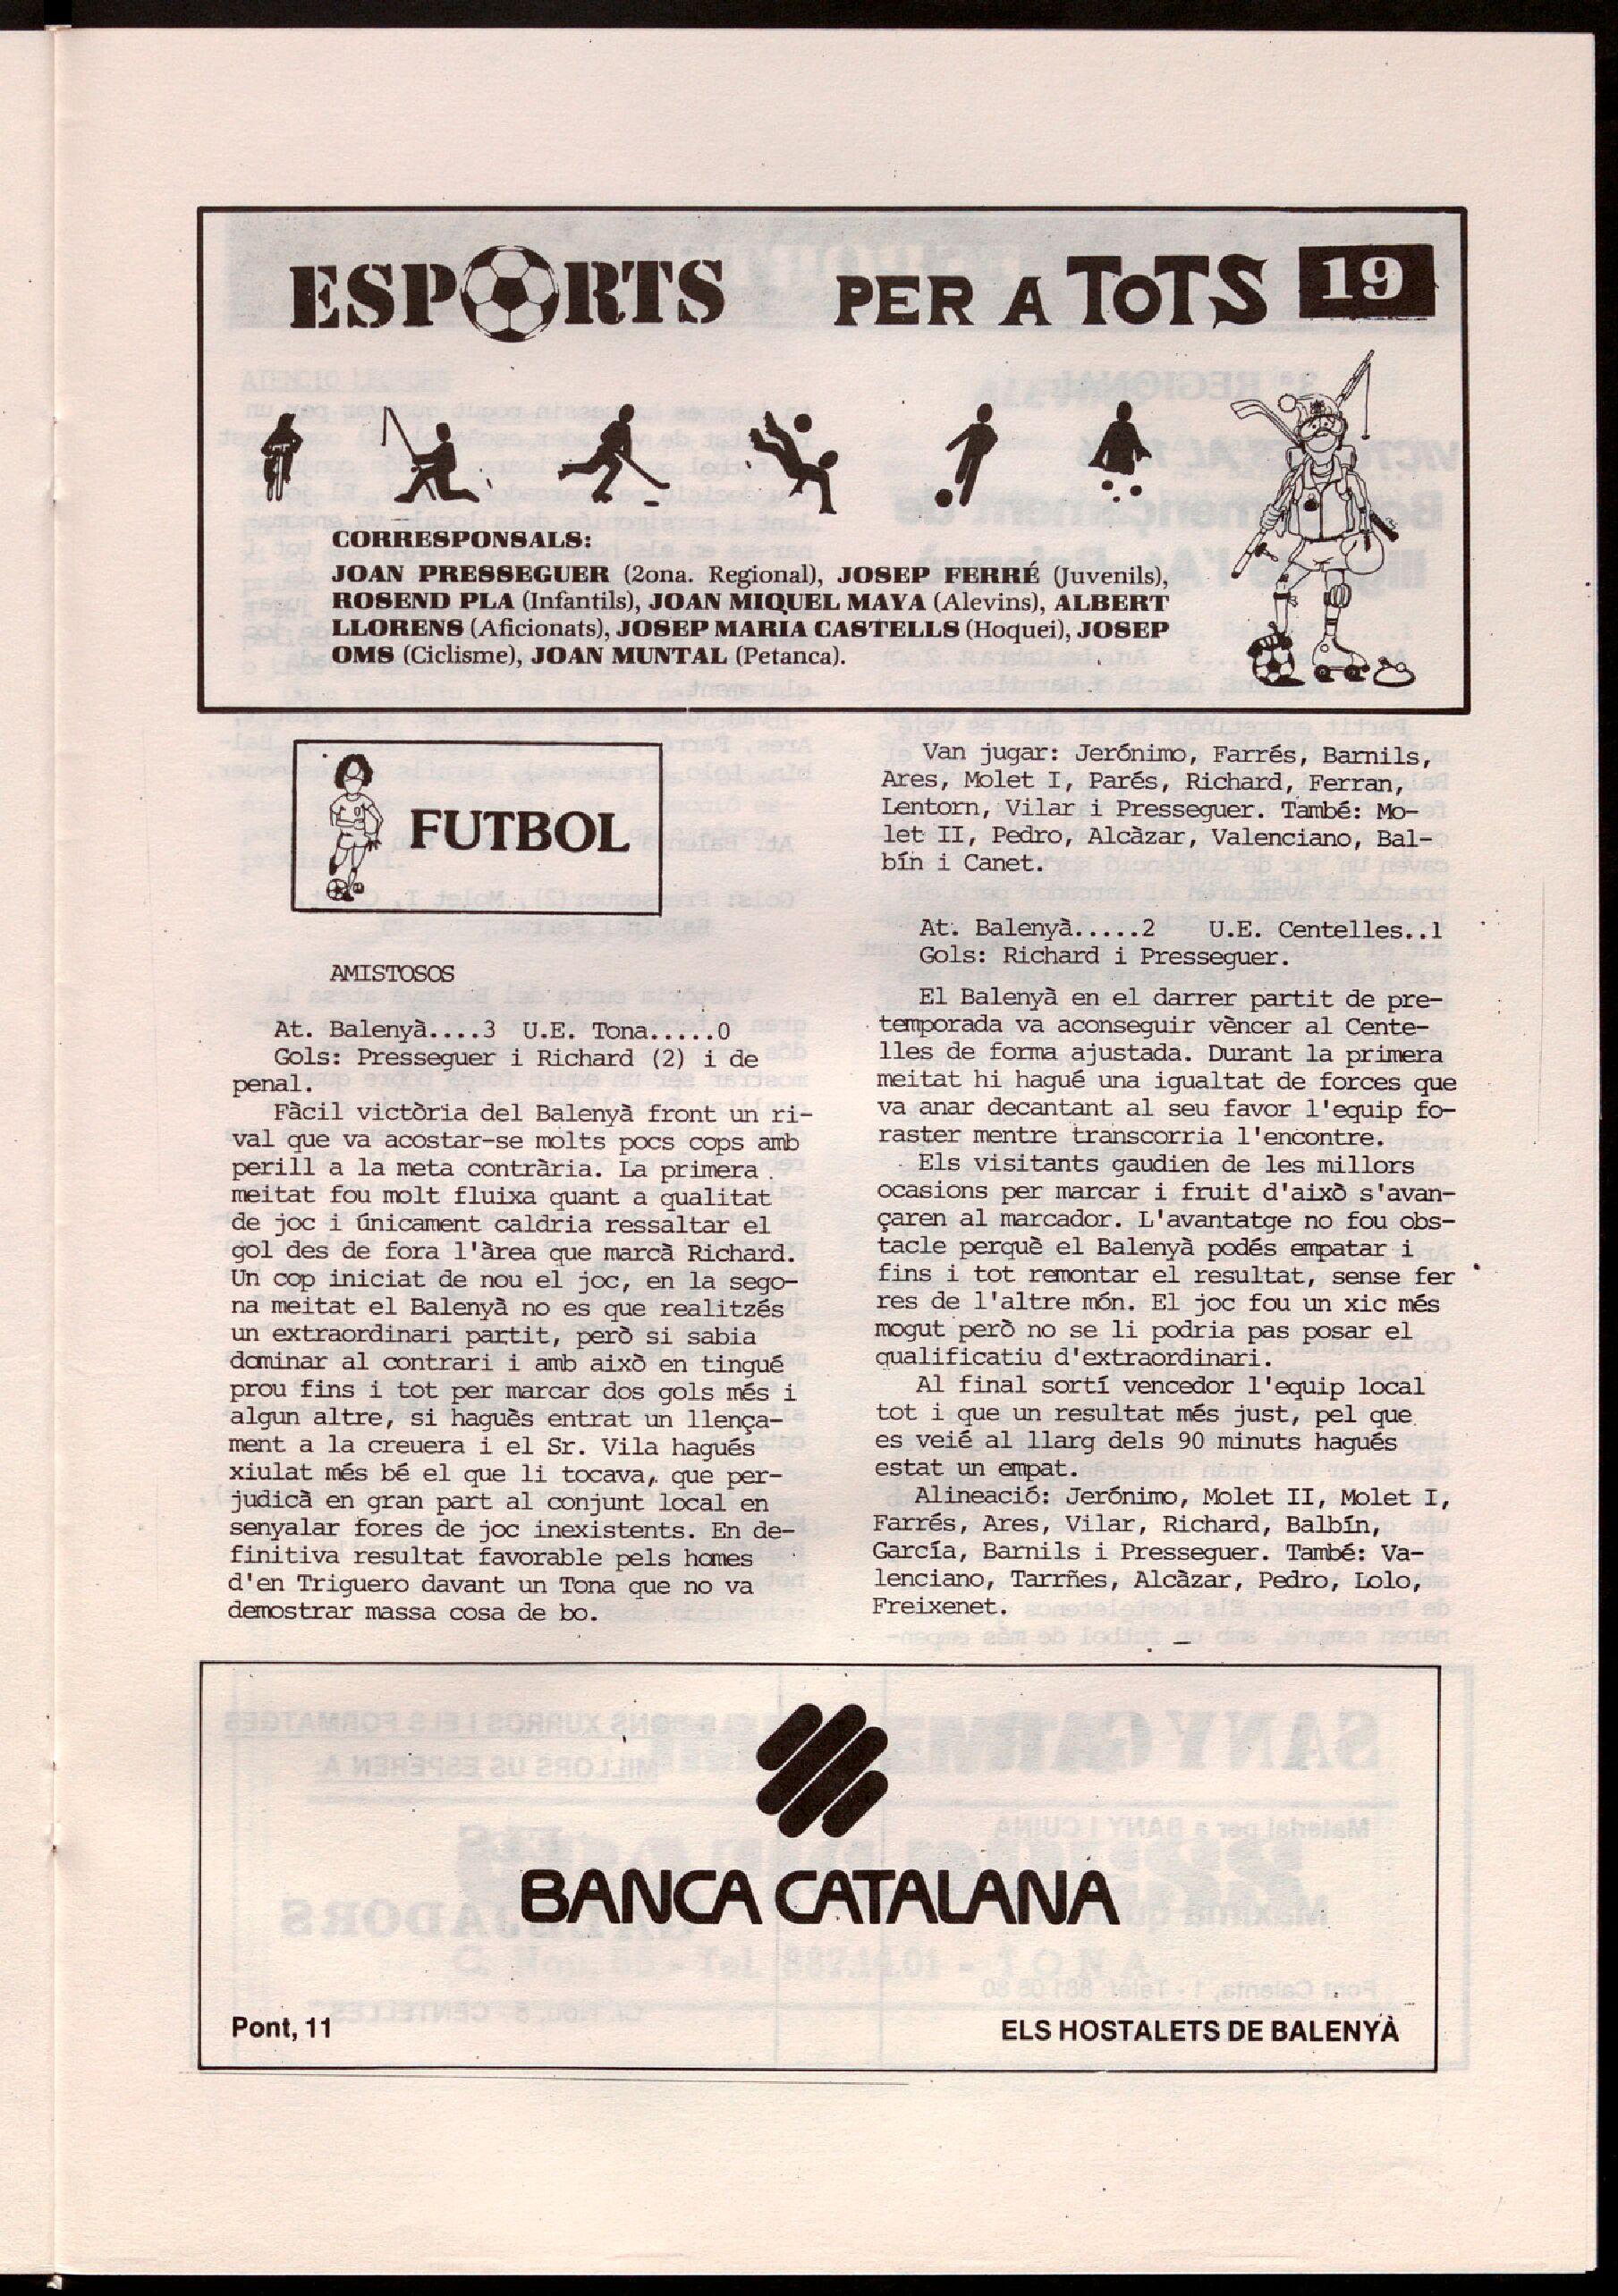 ESPORTS PER A TOTS 19
CORRESPONSALS:
JOAN PRESSEGUER (2ona. Regional), JOSEP FERRÉ (Juvenils),
ROSEND PLA (Infantils), JOAN MIQUEL MAYA (Alevins), ALBERT
LLORENS (Aficionats), JOSEP MARIA CASTELLS (Hoquei), JOSEP
OMS (Ciclisme), JOAN MUNTAL (Petanca).
FUTBOL
AMISTOSOS
At. Balenyà....3 U.E. Tona.....0
Gols: Presseguer i Richard (2) i de
penal.
Fàcil victòria del Balenyà front un ri-
val que va acostar-se molts pocs cops amb
perill a la meta contrària. La primera
meitat fou molt fluixa quant a qualitat
de joc i únicament caldria ressaltar el
gol des de fora l'àrea que marcà Richard.
Un cop iniciat de nou el joc, en la sego-
na meitat el Balenyà no es que realitzés
un extraordinari partit, però si sabia
dominar al contrari i amb això en tingué
prou fins i tot per marcar dos gols més i
algun altre, si haguès entrat un llença-
ment a la creuera i el Sr. Vila hagués
xiulat més bé el que li tocava, que per-
judicà en gran part al conjunt local en
senyalar fores de joc inexistents. En de-
finitiva resultat favorable pels homes
d'en Triguero davant un Tona que no va
demostrar massa cosa de bo.
Van jugar: Jerónimo, Farrés, Barnils,
Ares, Molet I, Parés, Richard, Ferran,
Lentorn, Vilar i Presseguer. També: Mo-
let II, Pedro, Alcàzar, Valenciano, Bal-
bín i Canet.
At. Balenyà.....2 U.E. Centelles..1
Gols: Richard i Presseguer.
El Balenyà en el darrer partit de pre-
temporada va aconseguir vèncer al Cente-
lles de forma ajustada. Durant la primera
meitat hi hagué una igualtat de forces que
va anar decantant al seu favor l'equip fo-
raster mentre transcorria l'encontre.
Els visitants gaudien de les millors
ocasions per marcar i fruit d'això s'avan-
çaren al marcador. L'avantatge no fou obs-
tacle perquè el Balenyà podés empatar i
fins i tot remontar el resultat, sense fer
res de l'altre món. El joc fou un xic més
mogut però no se li podria pas posar el
qualificatiu d'extraordinari.
Al final sortí vencedor l'equip local
tot i que un resultat més just, pel que
es veié al llarg dels 90 minuts hagués
estat un empat.
Alineació: Jerónimo, Molet II, Molet I,
Farrés, Ares, Vilar, Richard, Balbín,
García, Barnils i Presseguer. També: Va-
lenciano, Tarrñes, Alcàzar, Pedro, Lolo,
Freixenet.
BANCA CATALANA
Pont, 11
ELS HOSTALETS DE BALENYÀ